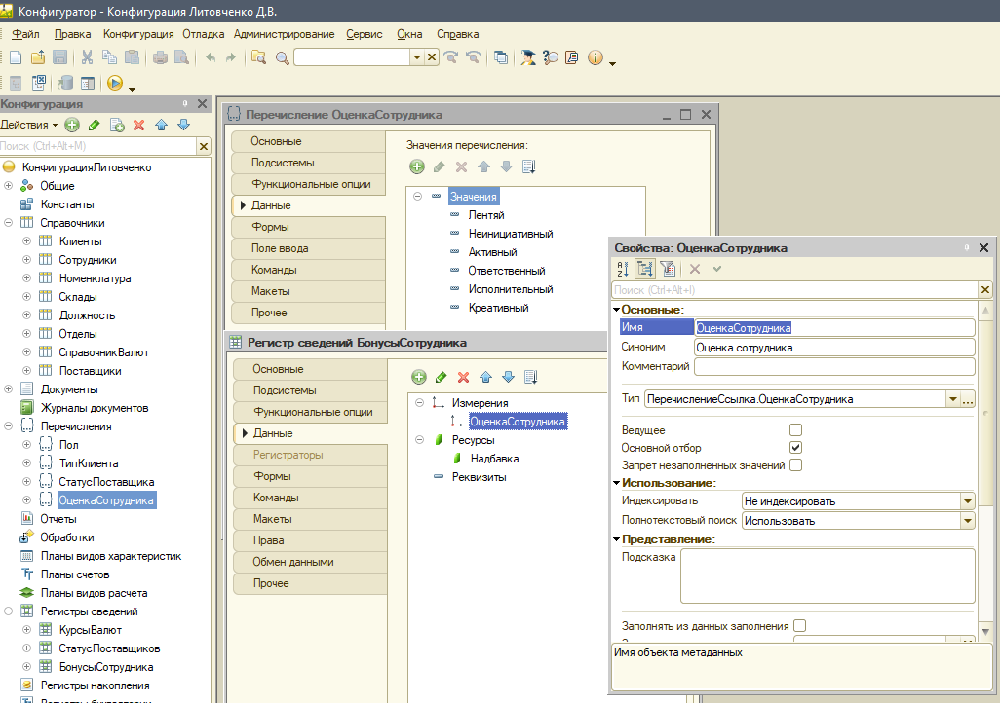 Конфигуратор - Конфигурация Литовченко Д.В.
Файл Правка Конфигурация Отладка Администрирование Сервис Окна Справка
Конфигурация
Действия
Поиск (Ctrl+Alt+M)
КонфигурацияЛитовченко
Общие
Константы
Справочники
Клиенты
Сотрудники
Номенклатура
Склады
Должность
Отделы
СправочникВалют
Поставщики
Документы
Журналы документов
Перечисления
Пол
ТипКлиента
СтатусПоставщика
ОценкаСотрудника
Отчеты
Обработки
Планы видов характеристик
Планы счетов
Планы видов расчета
Регистры сведений
КурсыВалют
СтатусПоставщиков
БонусыСотрудника
Регистры накопления
Перечисление ОценкаСотрудника
Основные
Подсистемы
Функциональные опции
Данные
Формы
Поле ввода
Команды
Макеты
Прочее
Значения перечисления:
Значения
Лентяй
Неинициативный
Активный
Ответственный
Исполнительный
Креативный
Регистр сведений БонусыСотрудника
Основные
Подсистемы
Функциональные опции
Данные
Регистраторы
Формы
Команды
Макеты
Права
Обмен данными
Прочее
Измерения
ОценкаСотрудника
Ресурсы
Надбавка
Реквизиты
Свойства: ОценкаСотрудника
Поиск (Ctrl+Alt+I)
Основные:
Имя ОценкаСотрудника
Синоним Оценка сотрудника
Комментарий
Тип ПеречислениеСсылка.ОценкаСотрудника
Ведущее
Основной отбор
Запрет незаполненных значений
Использование:
Индексировать Не индексировать
Полнотекстовый поиск Использовать
Представление:
Подсказка
Заполнять из данных заполнения
Имя объекта метаданных